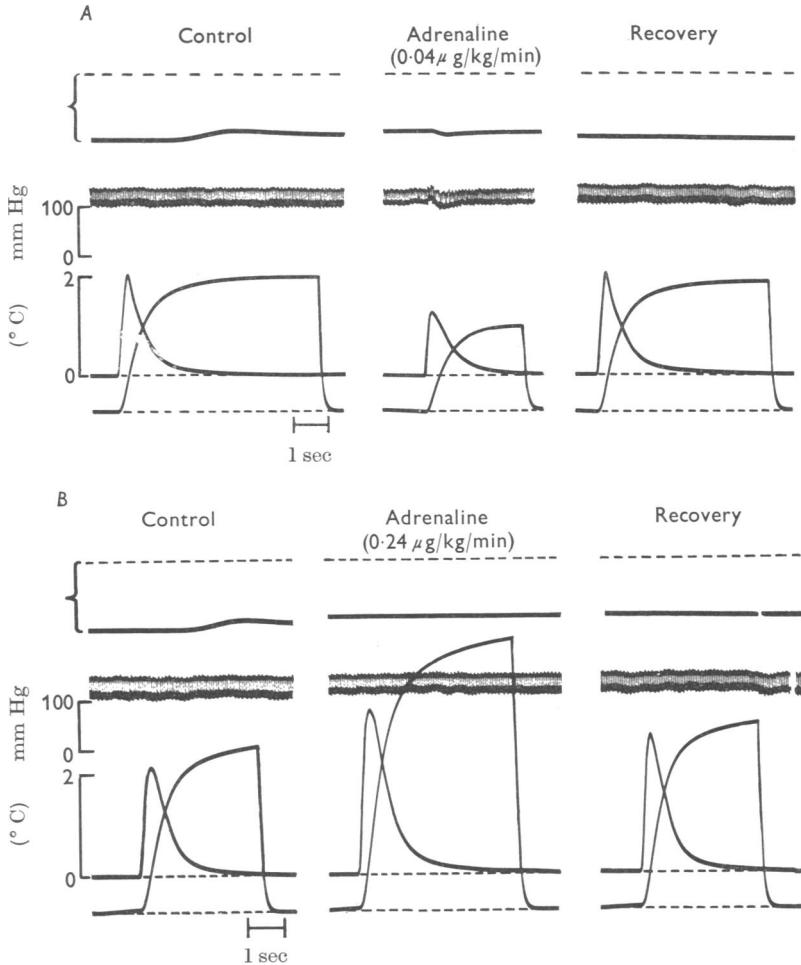 A
Control
Adrenaline
(0·04μ g/kg/min)
Recovery
mm Hg
100
0
(° C)
2
0
1 sec
B
Control
Adrenaline
(0·24 μg/kg/min)
Recovery
mm Hg
100
0
(° C)
2
0
1 sec